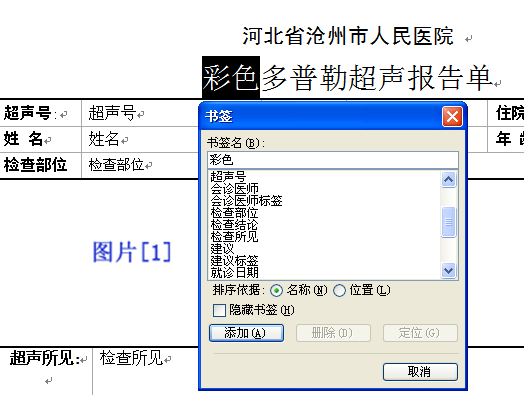 河北省沧州市人民医院
彩色多普勒超声报告单
超声号: 超声号 住院
姓 名 姓名 年 龄
检查部位 检查部位
图片[1]
超声所见: 检查所见
书签
书签名(B):
彩色
超声号
会诊医师
会诊医师标签
检查部位
检查结论
检查所见
建议
建议标签
就诊日期
排序依据: 名称(N) 位置(L)
隐藏书签(H)
添加(A) 删除(D) 定位(G)
取消